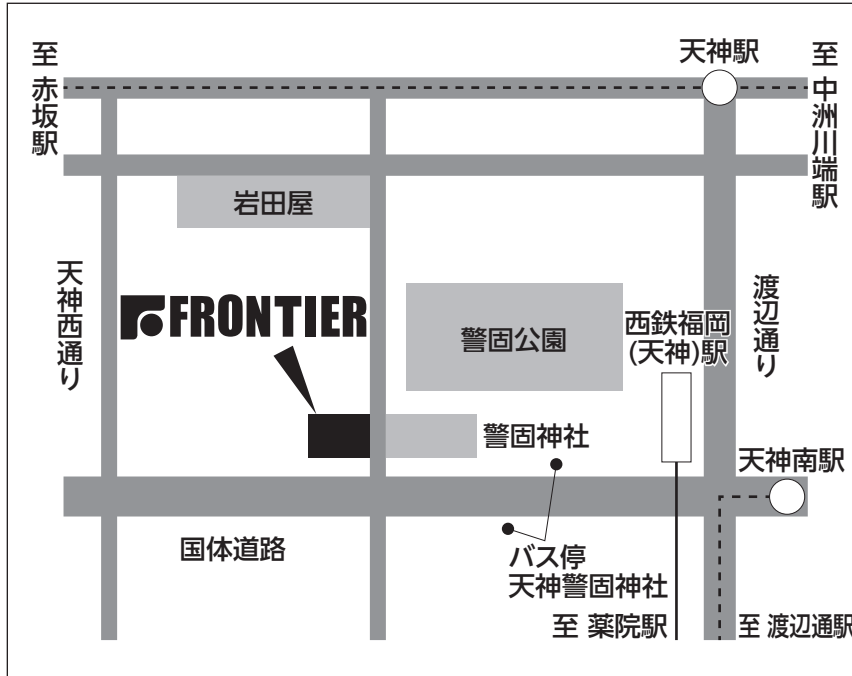 天神駅
至
赤坂駅
至
中洲川端駅
岩田屋
天神西通り
FRONTIER
警固公園
西鉄福岡
(天神)駅
渡辺通り
警固神社
天神南駅
国体道路
バス停
天神警固神社
至 薬院駅
至 渡辺通駅